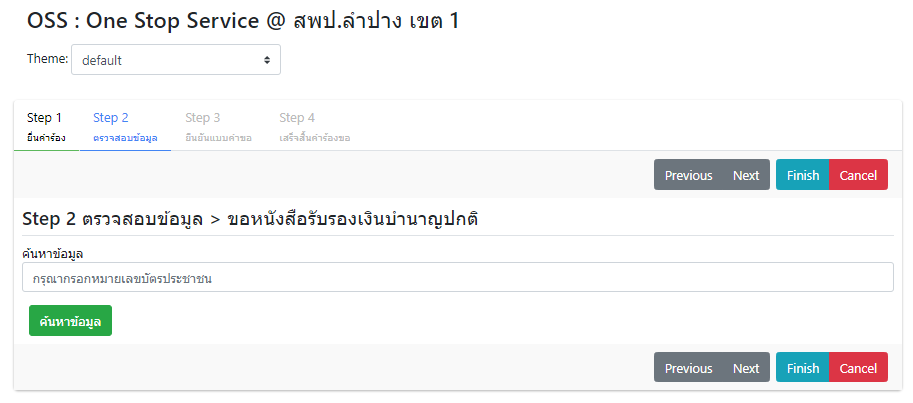 OSS : One Stop Service @ สพป.ลำปาง เขต 1
Theme: default
Step 1 Step 2 Step 3 Step 4
ยื่นคำร้อง ตรวจสอบข้อมูล ยืนยันแบบคำขอ เสร็จสิ้นคำร้องขอ
Previous Next Finish Cancel
Step 2 ตรวจสอบข้อมูล > ขอหนังสือรับรองเงินบำนาญปกติ
ค้นหาข้อมูล
กรุณากรอกหมายเลขบัตรประชาชน
ค้นหาข้อมูล
Previous Next Finish Cancel